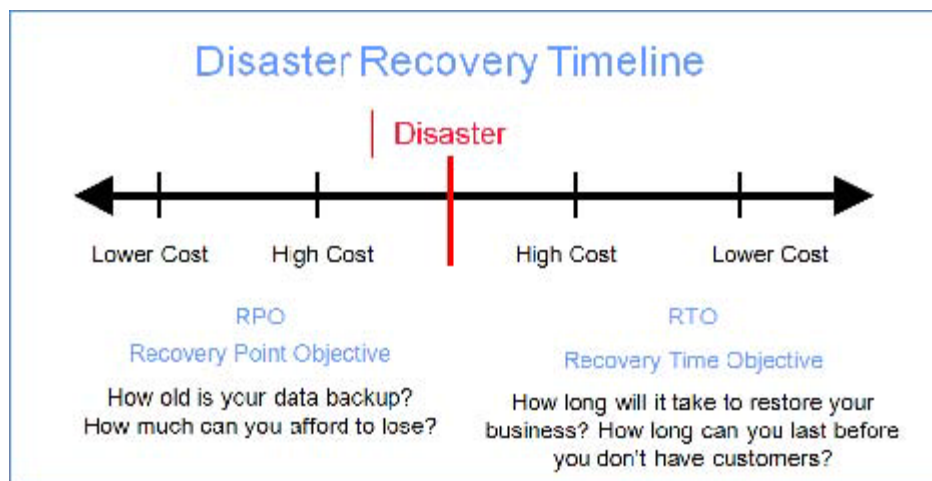 Disaster Recovery Timeline
Disaster
Lower Cost
High Cost
High Cost
Lower Cost
RPO
Recovery Point Objective
How old is your data backup?
How much can you afford to lose?
RTO
Recovery Time Objective
How long will it take to restore your
business? How long can you last before
you don't have customers?